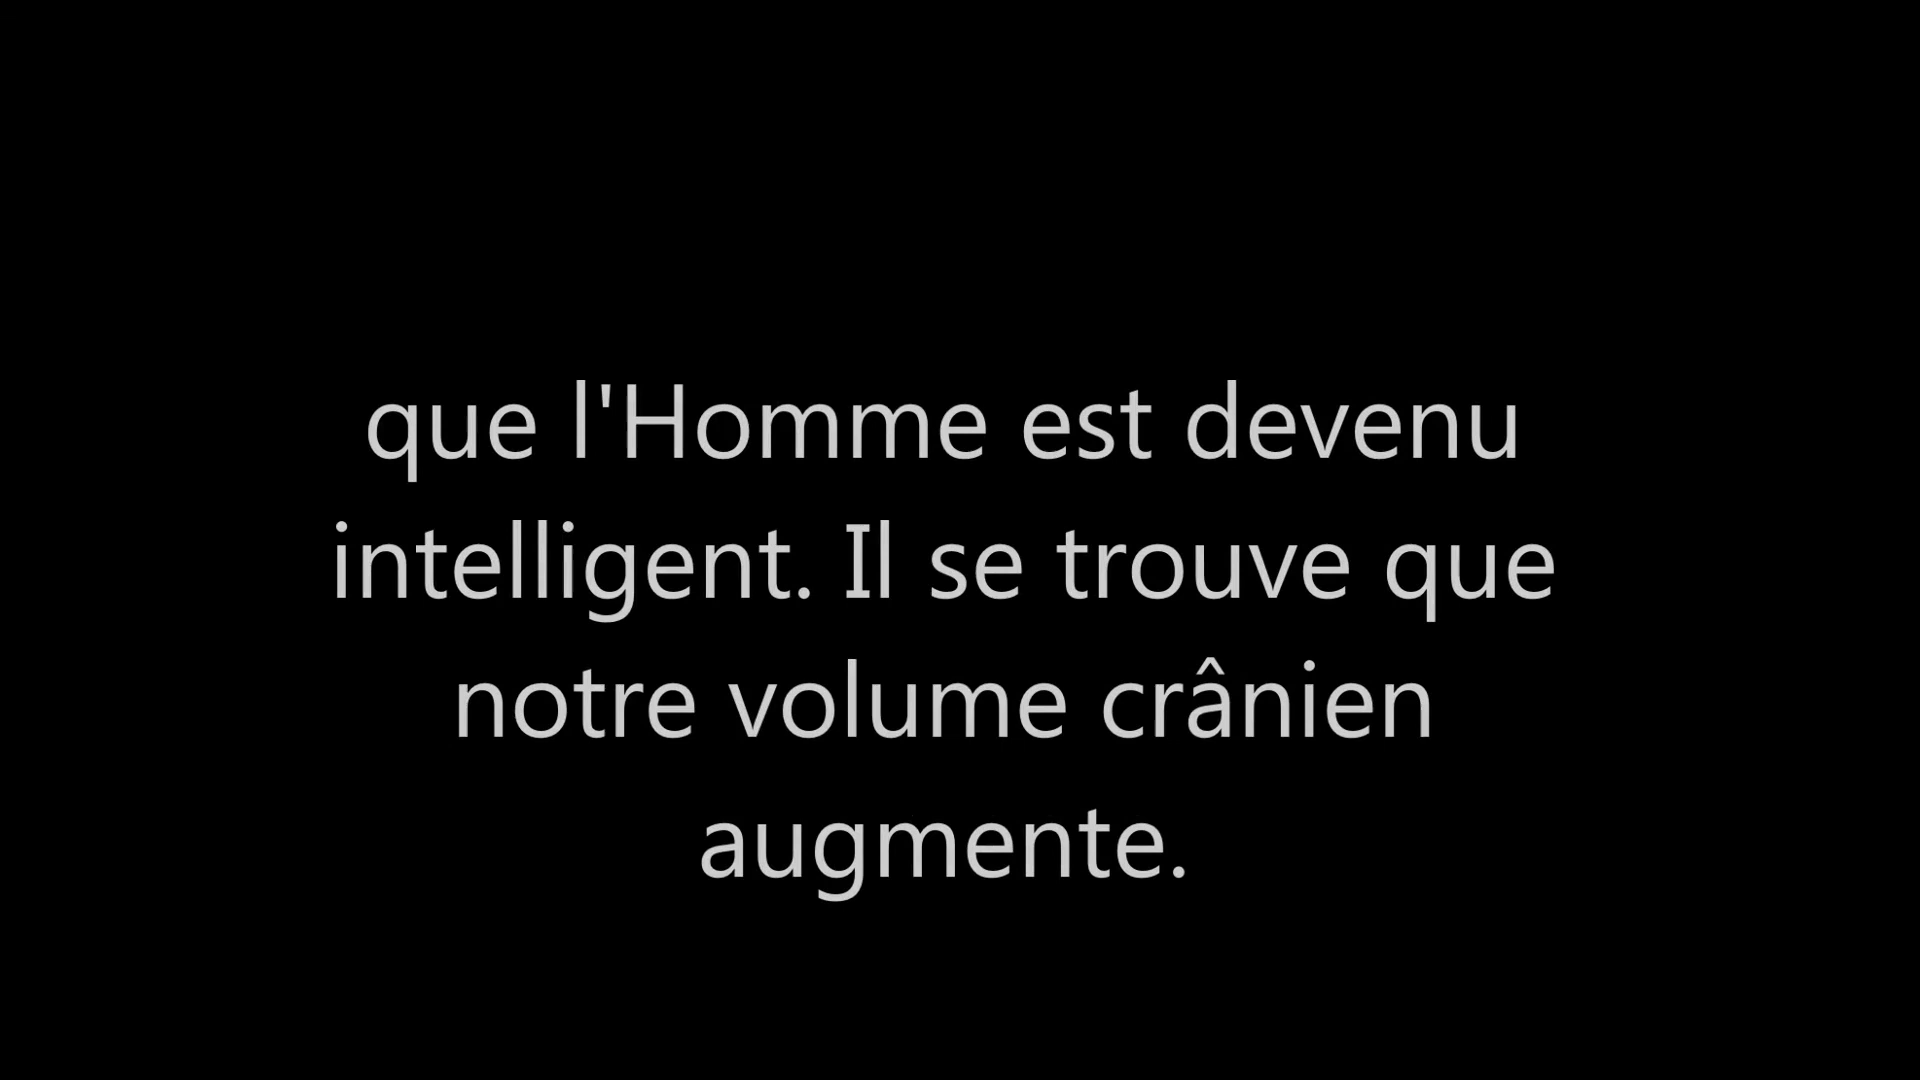 que l'Homme est devenu
intelligent. Il se trouve que
notre volume crânien
augmente.